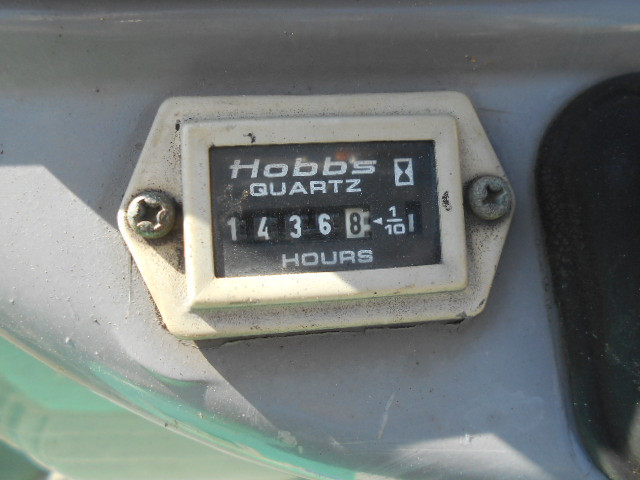 Hobbs
QUARTZ
1 4 3 6 8 ◄ 1/10
HOURS